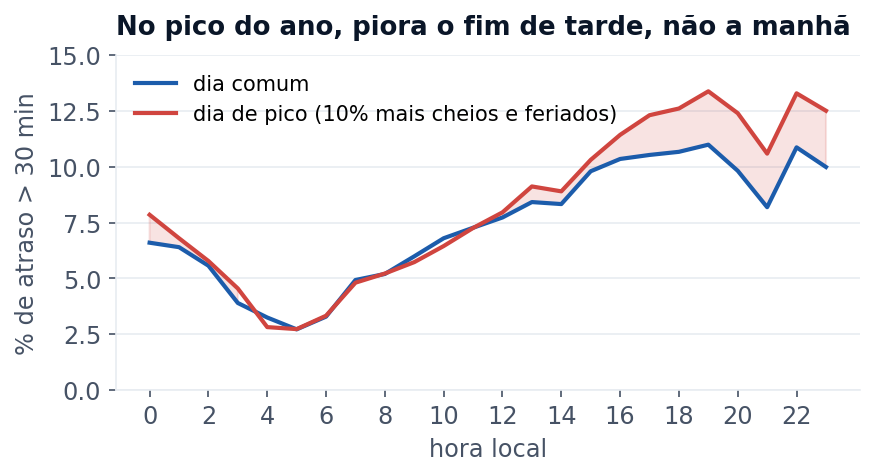 No pico do ano, piora o fim de tarde, não a manhã
% de atraso > 30 min
15.0
12.5
10.0
7.5
5.0
2.5
0.0
dia comum
dia de pico (10% mais cheios e feriados)
0 2 4 6 8 10 12 14 16 18 20 22
hora local